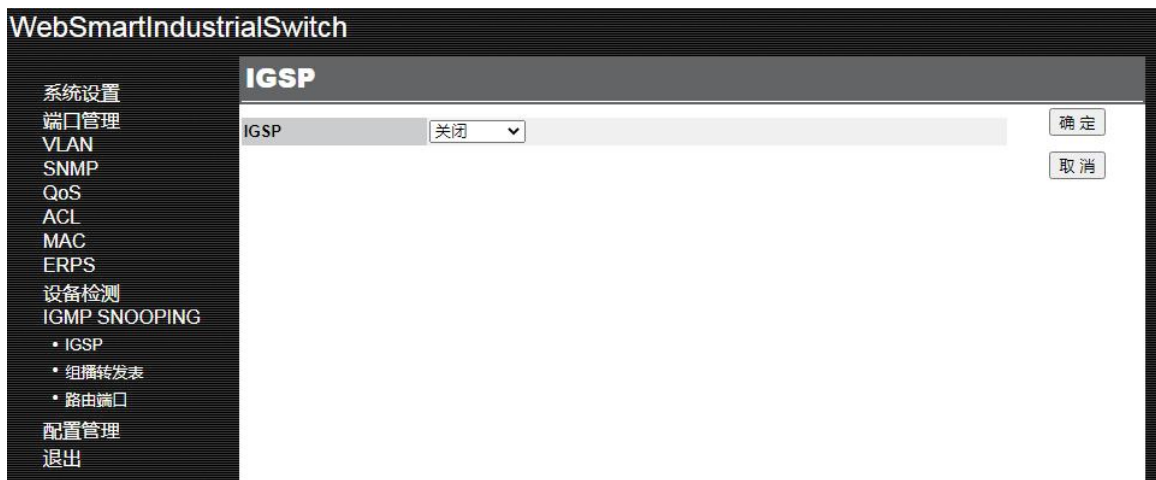 WebSmartIndustrialSwitch
系统设置
端口管理
VLAN
SNMP
QoS
ACL
MAC
ERPS
设备检测
IGMP SNOOPING
• IGSP
• 组播转发表
• 路由端口
配置管理
退出
IGSP
IGSP 关闭
确 定
取 消